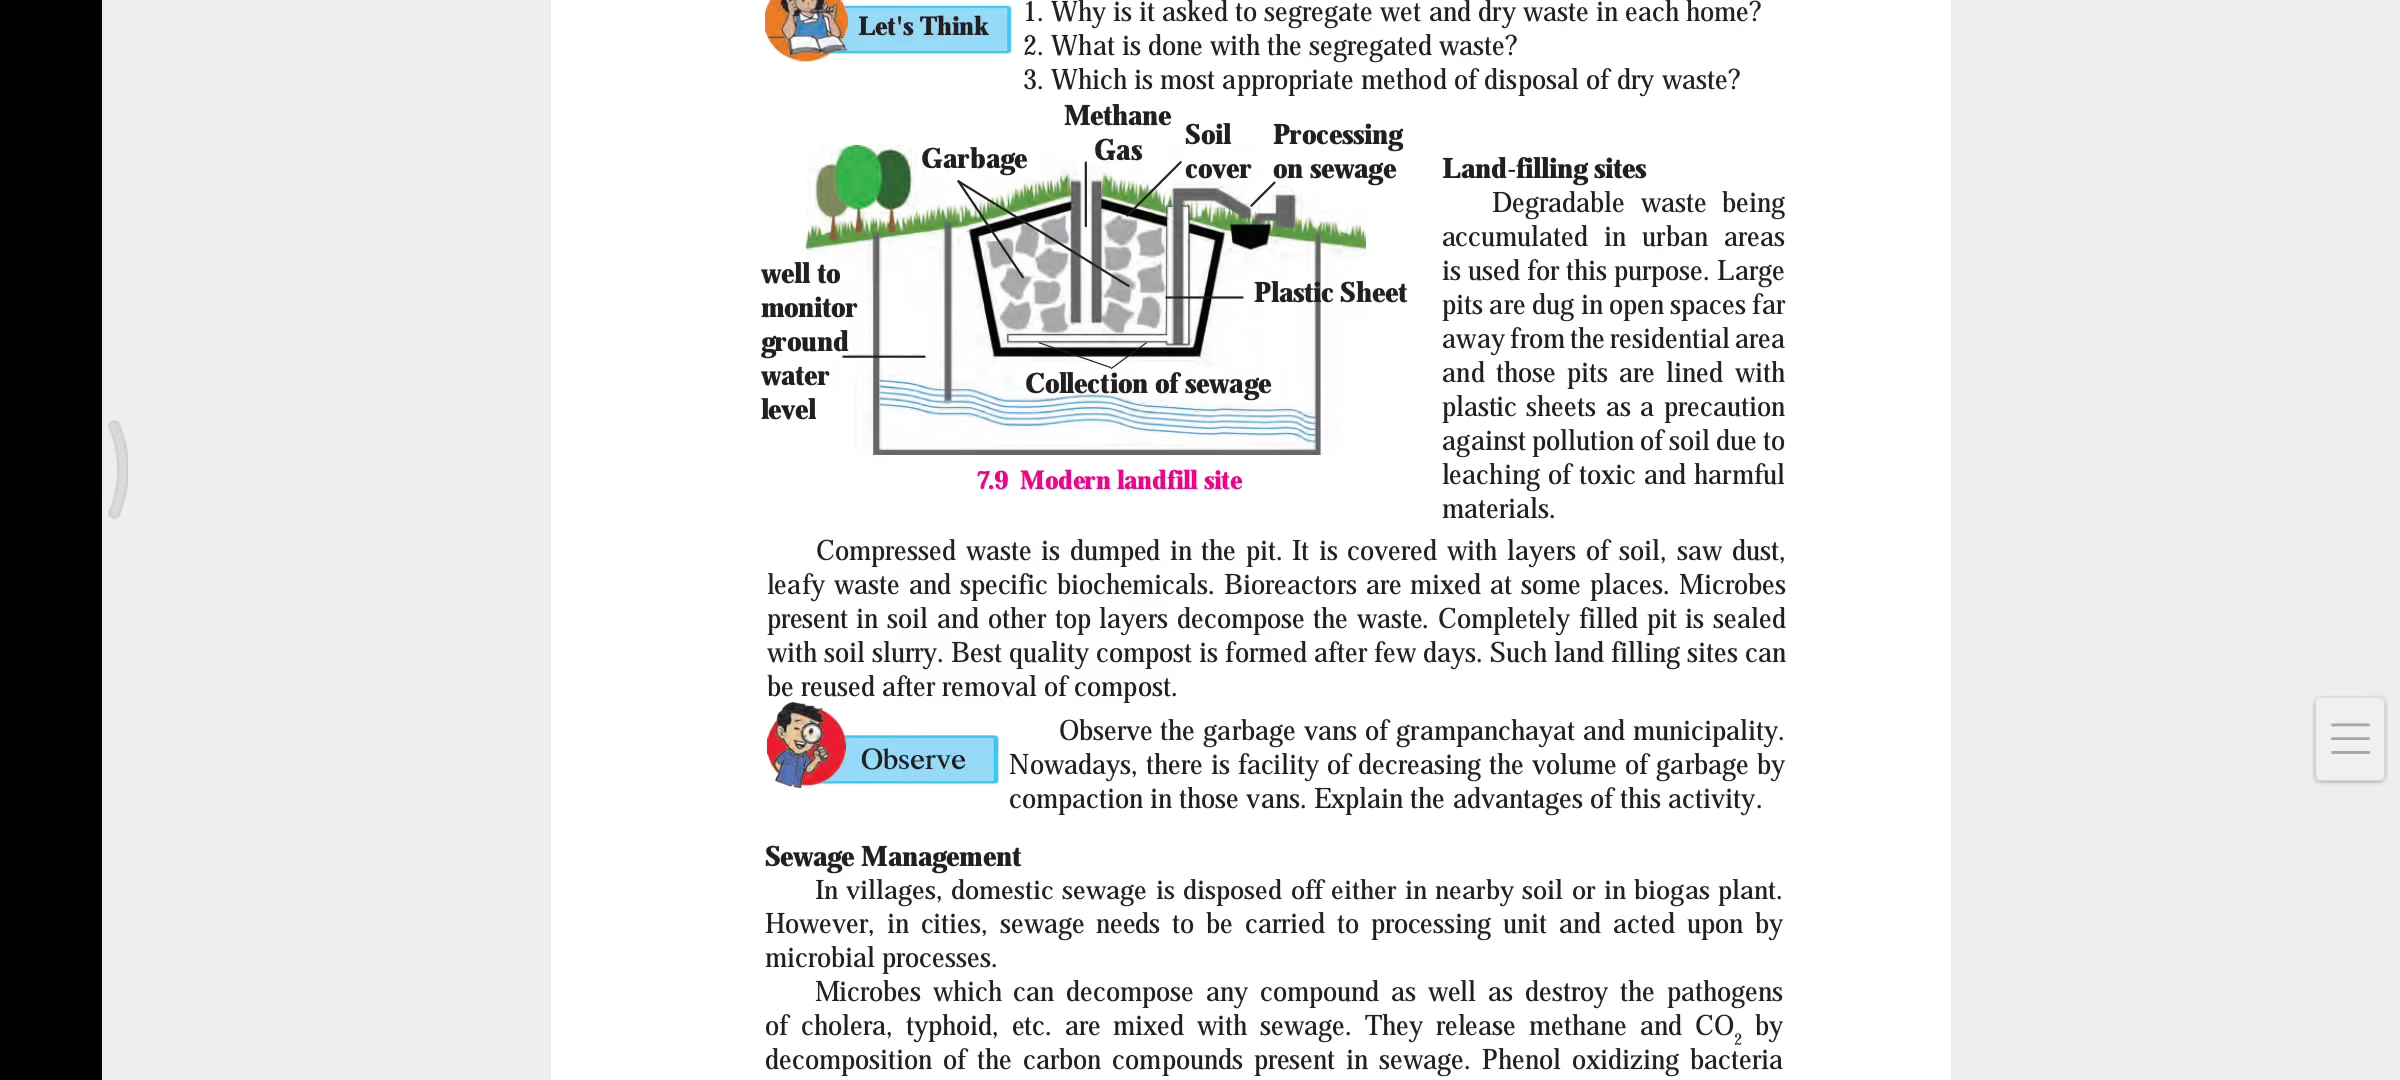 Let's Think
1. Why is it asked to segregate wet and dry waste in each home?
2. What is done with the segregated waste?
3. Which is most appropriate method of disposal of dry waste?
Methane
Gas
Soil
cover
Processing
on sewage
Garbage
well to
monitor
ground
water
level
Plastic Sheet
Collection of sewage
7.9 Modern landfill site
Land-filling sites
Degradable waste being
accumulated in urban areas
is used for this purpose. Large
pits are dug in open spaces far
away from the residential area
and those pits are lined with
plastic sheets as a precaution
against pollution of soil due to
leaching of toxic and harmful
materials.
Compressed waste is dumped in the pit. It is covered with layers of soil, saw dust,
leafy waste and specific biochemicals. Bioreactors are mixed at some places. Microbes
present in soil and other top layers decompose the waste. Completely filled pit is sealed
with soil slurry. Best quality compost is formed after few days. Such land filling sites can
be reused after removal of compost.
Observe
Observe the garbage vans of grampanchayat and municipality.
Nowadays, there is facility of decreasing the volume of garbage by
compaction in those vans. Explain the advantages of this activity.
Sewage Management
In villages, domestic sewage is disposed off either in nearby soil or in biogas plant.
However, in cities, sewage needs to be carried to processing unit and acted upon by
microbial processes.
Microbes which can decompose any compound as well as destroy the pathogens
of cholera, typhoid, etc. are mixed with sewage. They release methane and CO₂ by
decomposition of the carbon compounds present in sewage. Phenol oxidizing bacteria